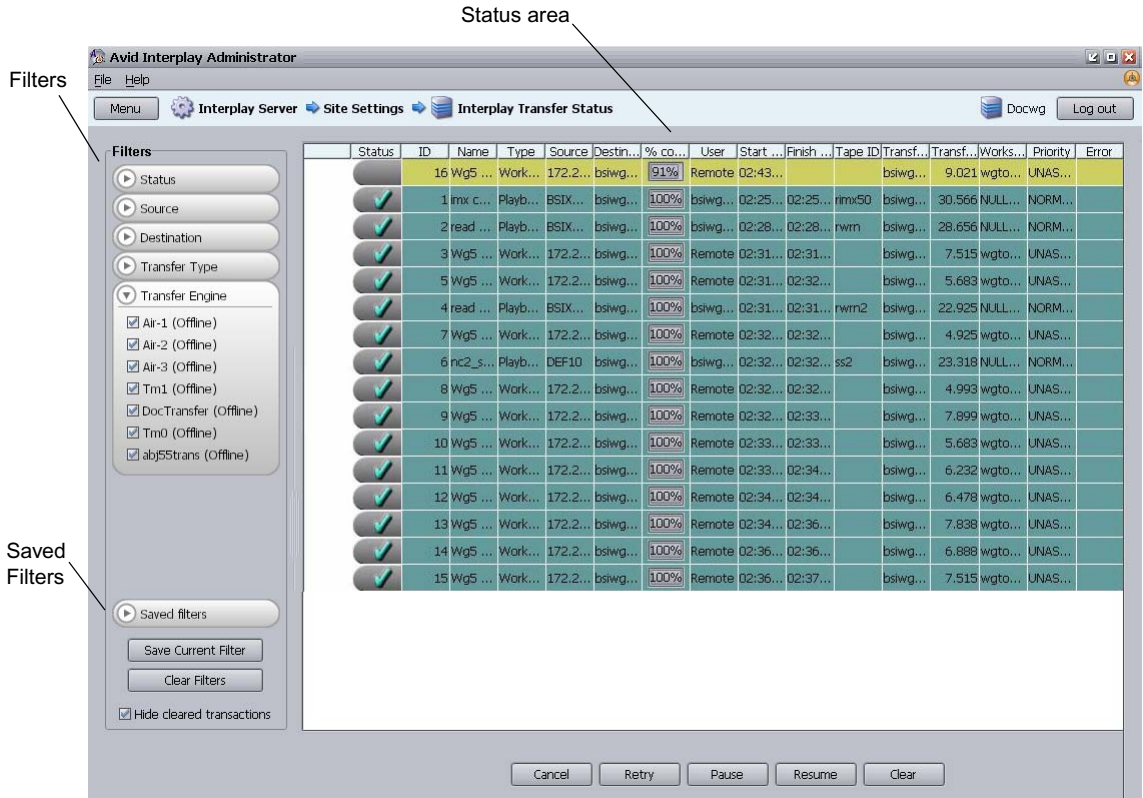 Status area
Avid Interplay Administrator
Filters
File Help
Menu Interplay Server Site Settings Interplay Transfer Status Docwg Log out
Filters
Status
Source
Destination
Transfer Type
Transfer Engine
Air-1 (Offline)
Air-2 (Offline)
Air-3 (Offline)
Tm1 (Offline)
DocTransfer (Offline)
Tm0 (Offline)
abj55trans (Offline)
Status ID Name Type Source Destin... % co... User Start ... Finish ... Tape ID Transf... Transf... Works... Priority Error
16 Wg5 ... Work... 172.2... bsiwg... 91% Remote 02:43... bsiwg... 9.021 wgto... UNAS...
1 imx c... Playb... BSIX... bsiwg... 100% bsiwg... 02:25... 02:25... rimx50 bsiwg... 30.566 NULL... NORM...
2 read ... Playb... BSIX... bsiwg... 100% bsiwg... 02:28... 02:28... rwrn bsiwg... 28.656 NULL... NORM...
3 Wg5 ... Work... 172.2... bsiwg... 100% Remote 02:31... 02:31... bsiwg... 7.515 wgto... UNAS...
5 Wg5 ... Work... 172.2... bsiwg... 100% Remote 02:31... 02:32... bsiwg... 5.683 wgto... UNAS...
4 read ... Playb... BSIX... bsiwg... 100% bsiwg... 02:31... 02:31... rwrn2 bsiwg... 22.925 NULL... NORM...
7 Wg5 ... Work... 172.2... bsiwg... 100% Remote 02:32... 02:32... bsiwg... 4.925 wgto... UNAS...
6 nc2_s... Playb... DEF10 bsiwg... 100% bsiwg... 02:32... 02:32... ss2 bsiwg... 23.318 NULL... NORM...
8 Wg5 ... Work... 172.2... bsiwg... 100% Remote 02:32... 02:32... bsiwg... 4.993 wgto... UNAS...
9 Wg5 ... Work... 172.2... bsiwg... 100% Remote 02:32... 02:33... bsiwg... 7.899 wgto... UNAS...
10 Wg5 ... Work... 172.2... bsiwg... 100% Remote 02:33... 02:33... bsiwg... 5.683 wgto... UNAS...
11 Wg5 ... Work... 172.2... bsiwg... 100% Remote 02:33... 02:34... bsiwg... 6.232 wgto... UNAS...
12 Wg5 ... Work... 172.2... bsiwg... 100% Remote 02:34... 02:34... bsiwg... 6.478 wgto... UNAS...
13 Wg5 ... Work... 172.2... bsiwg... 100% Remote 02:34... 02:36... bsiwg... 7.838 wgto... UNAS...
14 Wg5 ... Work... 172.2... bsiwg... 100% Remote 02:36... 02:36... bsiwg... 6.888 wgto... UNAS...
15 Wg5 ... Work... 172.2... bsiwg... 100% Remote 02:36... 02:37... bsiwg... 7.515 wgto... UNAS...
Saved
Filters
Saved filters
Save Current Filter
Clear Filters
Hide cleared transactions
Cancel Retry Pause Resume Clear